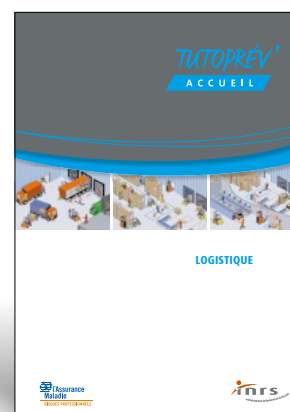 TUTOPRÉV'
ACCUEIL
LOGISTIQUE
l'Assurance
Maladie
RISQUES PROFESSIONNELS
inrs